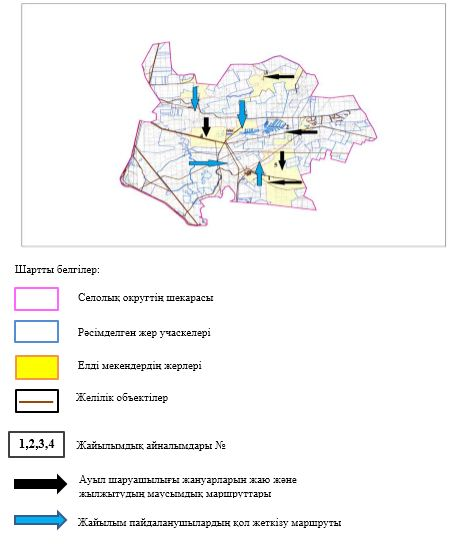 Шартты белгілер:
Селолық округтің шекарасы
Рәсімделген жер учаскелері
Елді мекендердің жерлері
Желілік объектілер
1,2,3,4 Жайылымдық айналымдары №
Ауыл шаруашылығы жануарларын жаю және
жылжытудың маусымдық маршруттары
Жайылым пайдаланушылардың қол жеткізу маршруты